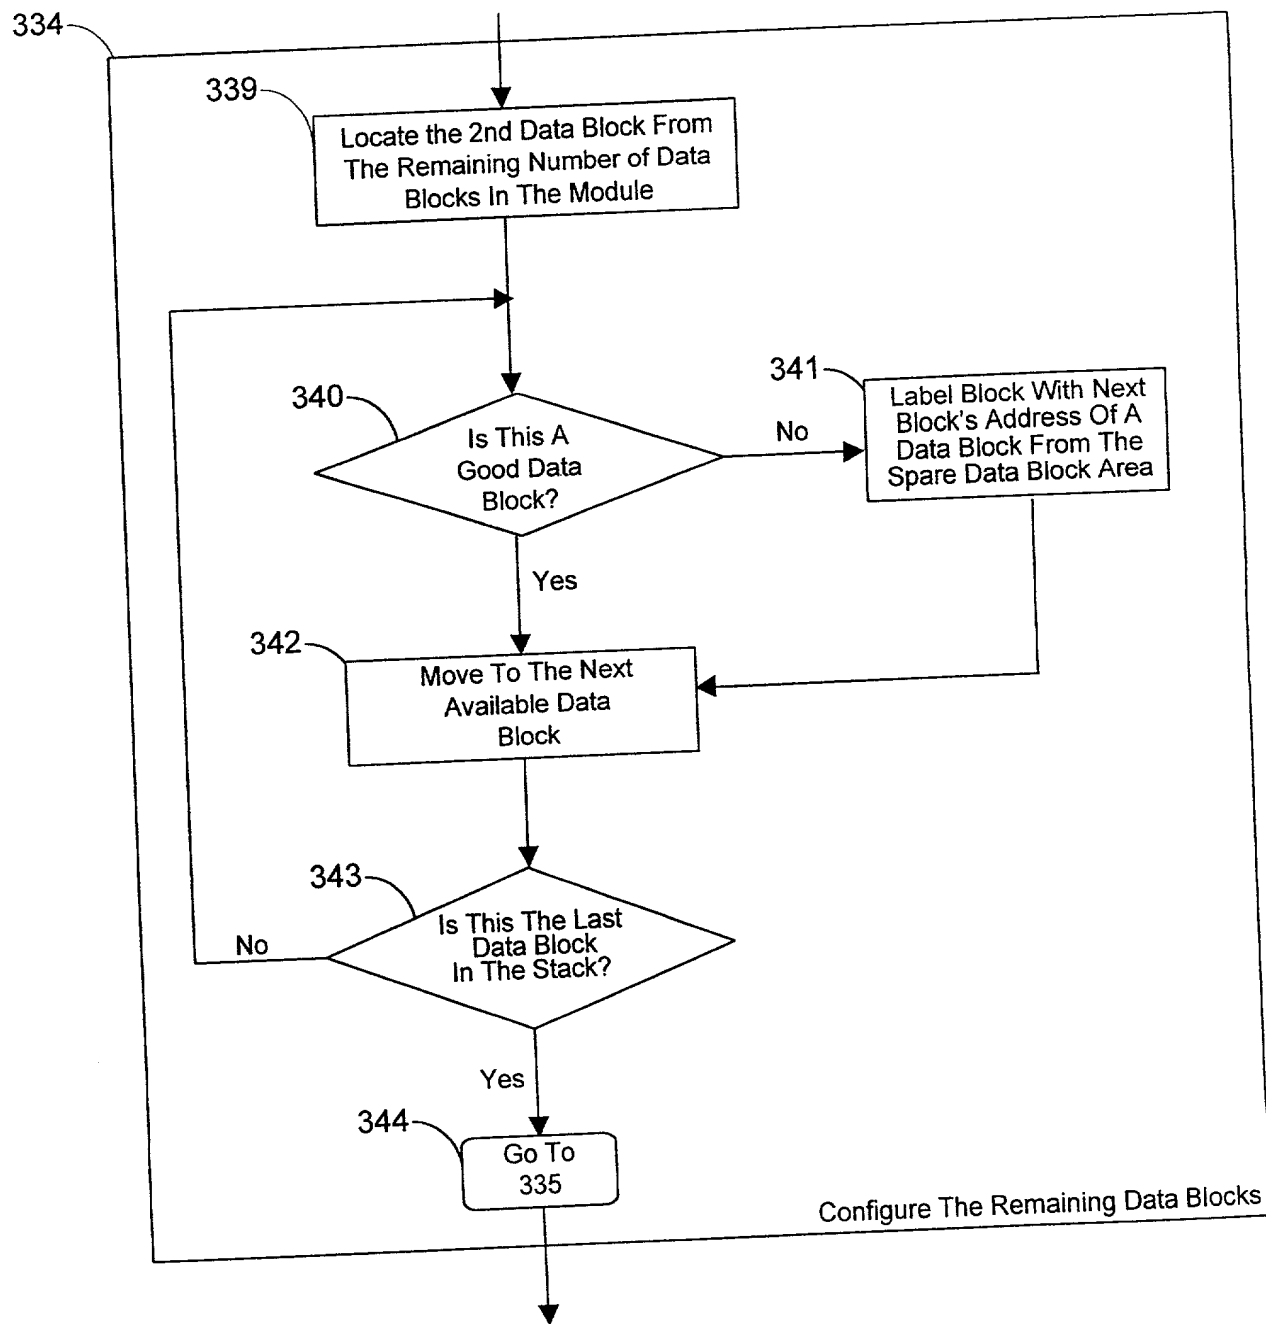 334
339
Locate the 2nd Data Block From
The Remaining Number of Data
Blocks In The Module
340
Is This A
Good Data
Block?
No
341
Label Block With Next
Block's Address Of A
Data Block From The
Spare Data Block Area
Yes
342
Move To The Next
Available Data
Block
343
Is This The Last
Data Block
In The Stack?
No
Yes
344
Go To
335
Configure The Remaining Data Blocks